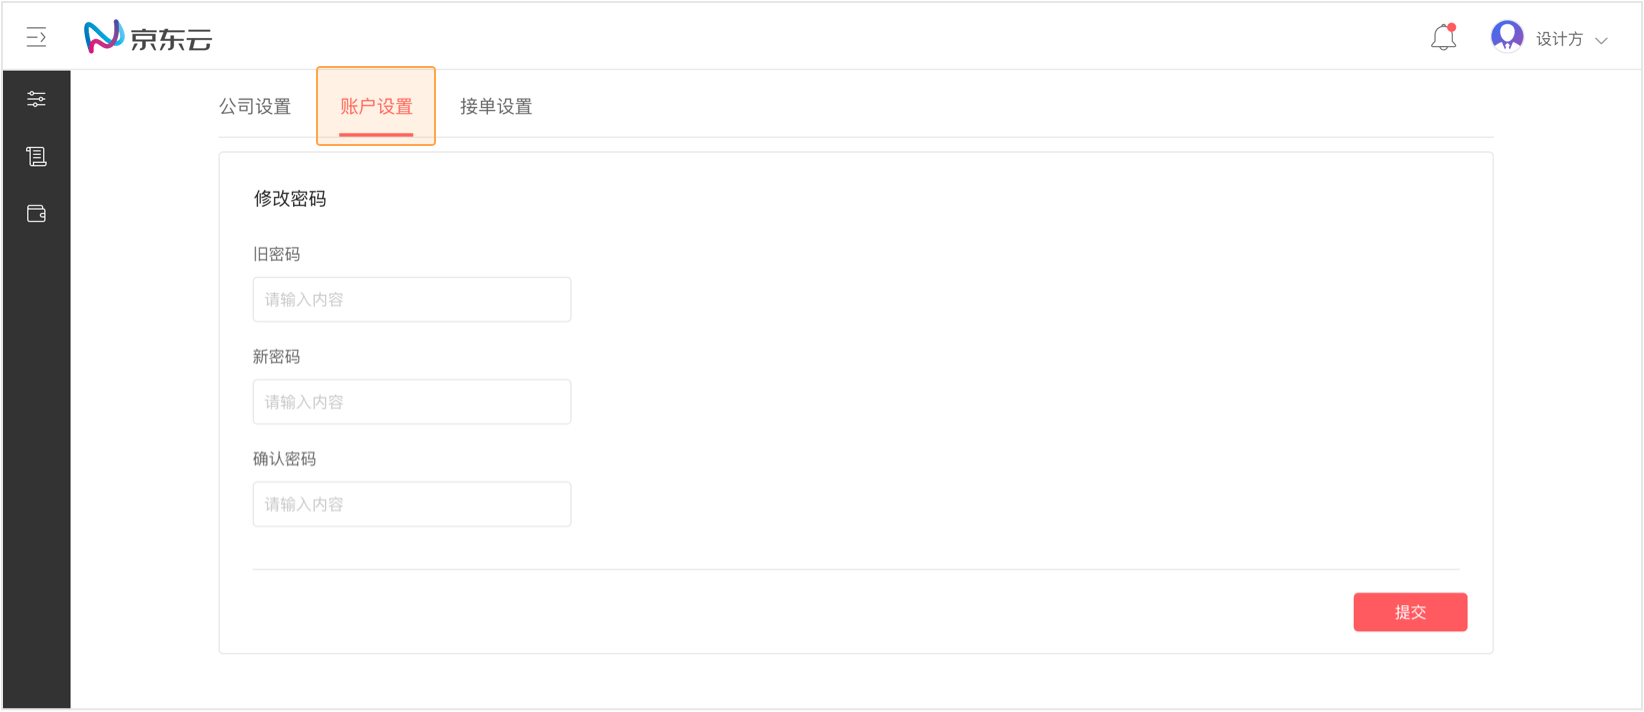 京东云
设计方
公司设置 账户设置 接单设置
修改密码
旧密码
请输入内容
新密码
请输入内容
确认密码
请输入内容
提交